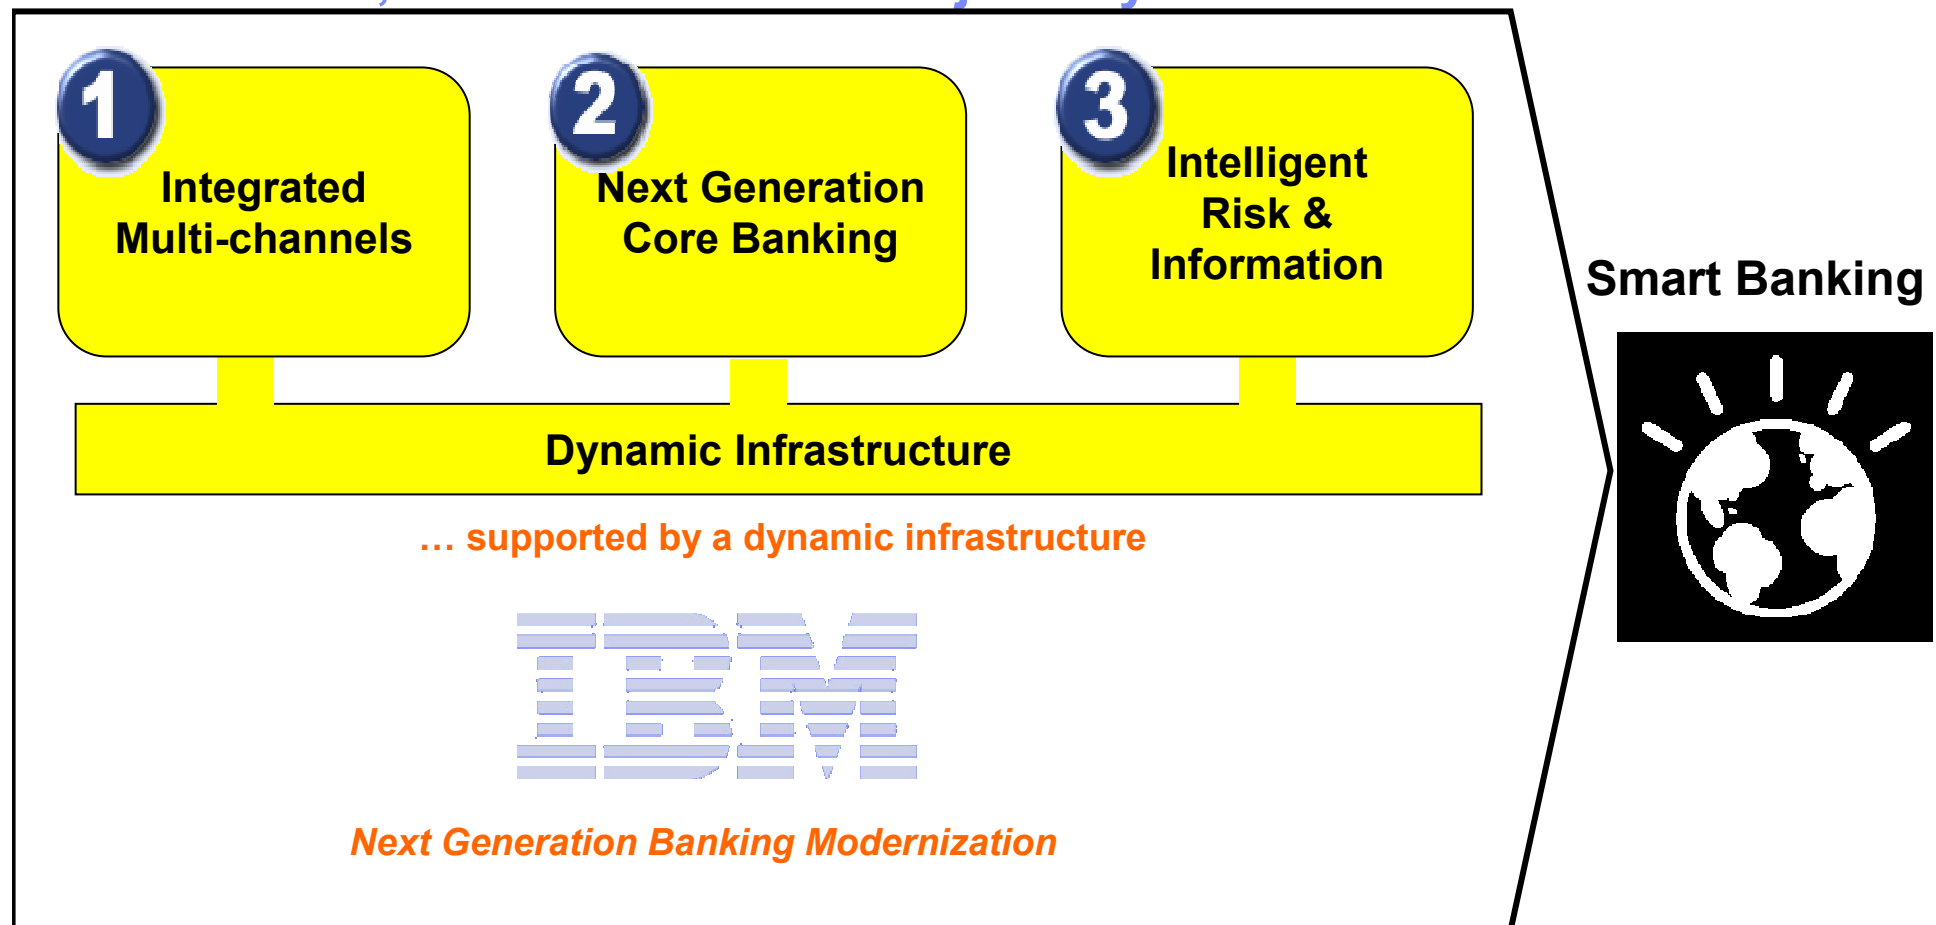 1
Integrated
Multi-channels
2
Next Generation
Core Banking
3
Intelligent
Risk &
Information
Dynamic Infrastructure
… supported by a dynamic infrastructure
IBM
Next Generation Banking Modernization
Smart Banking